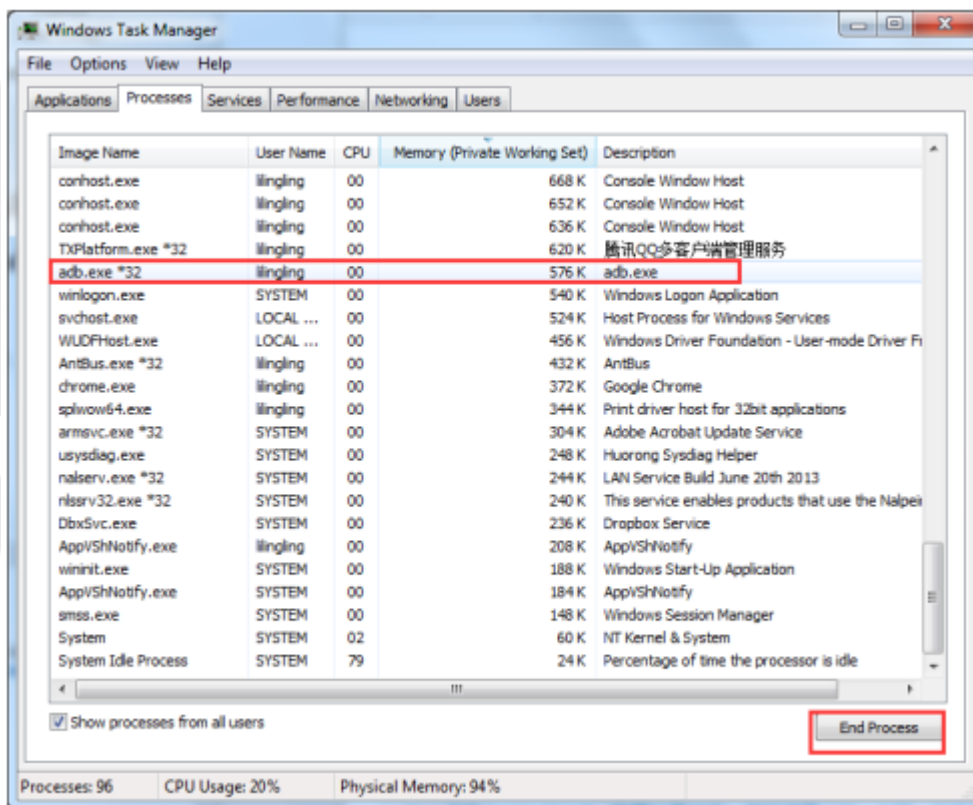 Windows Task Manager
File Options View Help
Applications Processes Services Performance Networking Users
Image Name User Name CPU Memory (Private Working Set) Description
conhost.exe lilingling 00 668 K Console Window Host
conhost.exe lilingling 00 652 K Console Window Host
conhost.exe lilingling 00 636 K Console Window Host
TXPlatform.exe *32 lilingling 00 620 K 腾讯QQ多客户端管理服务
adb.exe *32 lilingling 00 576 K adb.exe
winlogon.exe SYSTEM 00 540 K Windows Logon Application
svchost.exe LOCAL ... 00 524 K Host Process for Windows Services
WUDFHost.exe LOCAL ... 00 456 K Windows Driver Foundation - User-mode Driver Fr
AntBus.exe *32 lilingling 00 432 K AntBus
chrome.exe lilingling 00 372 K Google Chrome
splwow64.exe lilingling 00 344 K Print driver host for 32bit applications
armsvc.exe *32 SYSTEM 00 304 K Adobe Acrobat Update Service
usysdiag.exe SYSTEM 00 248 K Huorong Sysdiag Helper
nalserv.exe *32 SYSTEM 00 244 K LAN Service Build June 20th 2013
nlssrv32.exe *32 SYSTEM 00 240 K This service enables products that use the Nalpeir
DbxSvc.exe SYSTEM 00 236 K Dropbox Service
AppVShNotify.exe lilingling 00 208 K AppVShNotify
wininit.exe SYSTEM 00 188 K Windows Start-Up Application
AppVShNotify.exe SYSTEM 00 184 K AppVShNotify
smss.exe SYSTEM 00 148 K Windows Session Manager
System SYSTEM 02 60 K NT Kernel & System
System Idle Process SYSTEM 79 24 K Percentage of time the processor is idle
Show processes from all users
End Process
Processes: 96 CPU Usage: 20% Physical Memory: 94%